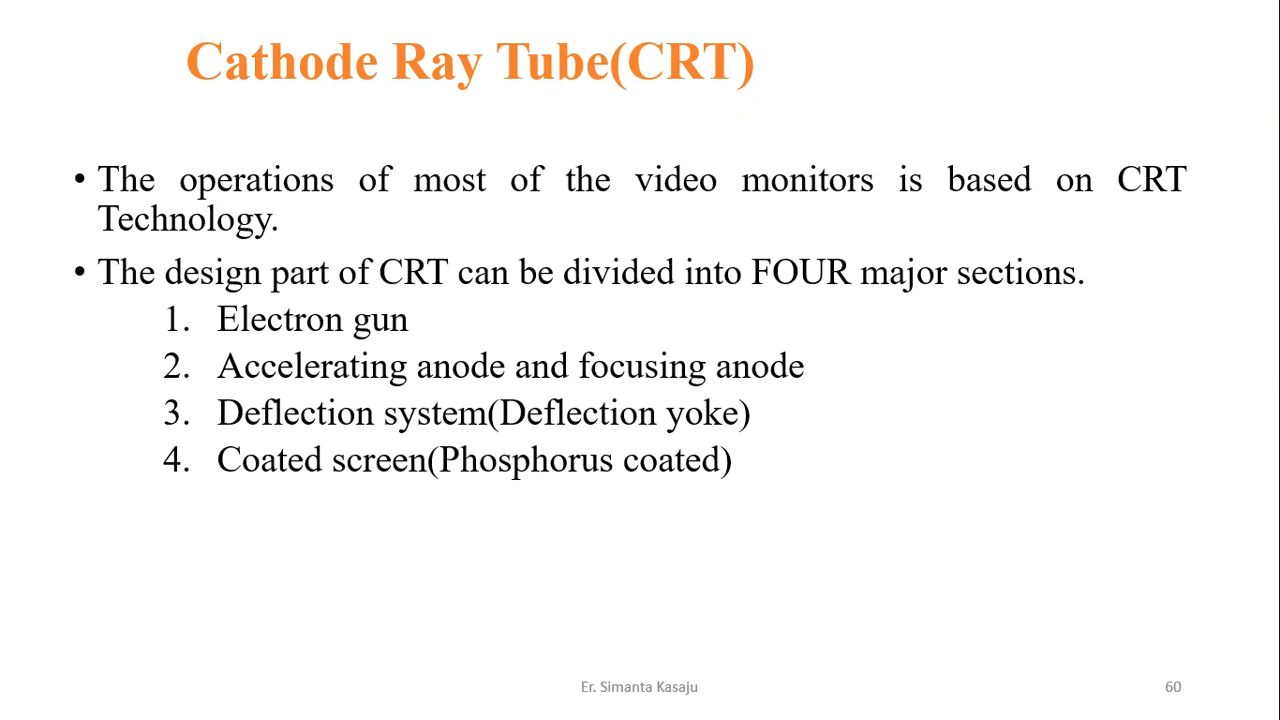 Cathode Ray Tube(CRT)
• The operations of most of the video monitors is based on CRT
Technology.
• The design part of CRT can be divided into FOUR major sections.
1. Electron gun
2. Accelerating anode and focusing anode
3. Deflection system(Deflection yoke)
4. Coated screen(Phosphorus coated)
Er. Simanta Kasaju
60